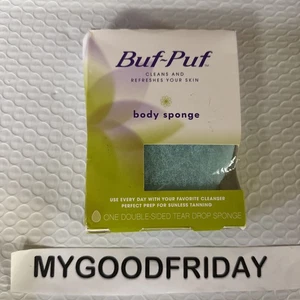 Buf-Puf
CLEANS AND
REFRESHES YOUR SKIN
body sponge
USE EVERY DAY WITH YOUR FAVORITE CLEANSER
PERFECT PREP FOR SUNLESS TANNING
ONE DOUBLE-SIDED TEAR DROP SPONGE
MYGOODFRIDAY